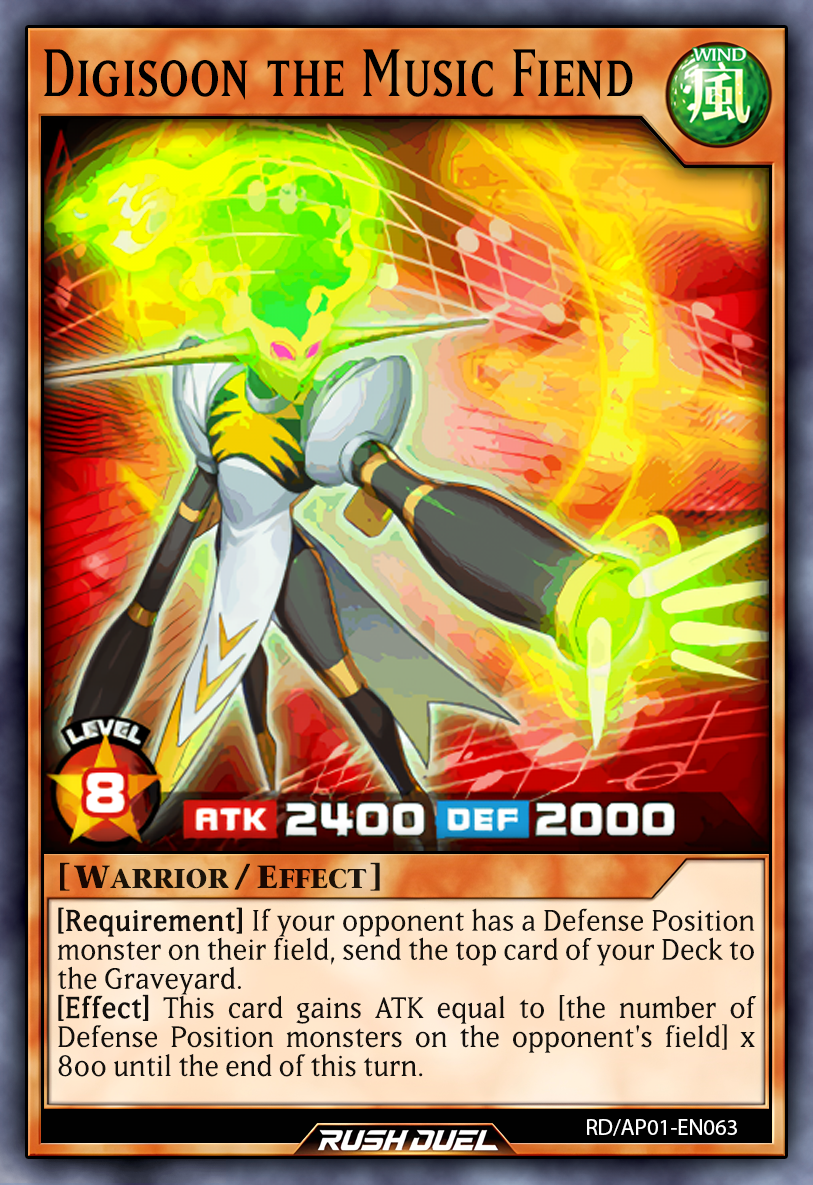 Digisoon the Music Fiend
WIND
風
LEVEL
8
ATK 2400 DEF 2000
[Warrior / Effect]
[Requirement] If your opponent has a Defense Position
monster on their field, send the top card of your Deck to
the Graveyard.
[Effect] This card gains ATK equal to [the number of
Defense Position monsters on the opponent's field] x
800 until the end of this turn.
RUSH DUEL
RD/AP01-EN063